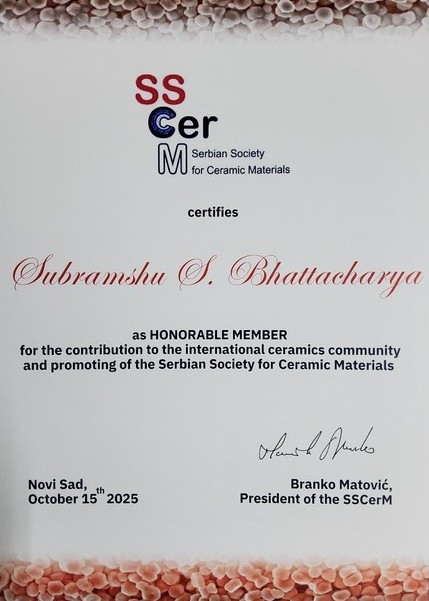 SS
Cer
M Serbian Society
for Ceramic Materials
certifies
Subramshu S. Bhattacharya
as HONORABLE MEMBER
for the contribution to the international ceramics community
and promoting of the Serbian Society for Ceramic Materials
Novi Sad,
October 15th 2025
Branko Matović,
President of the SSCerM